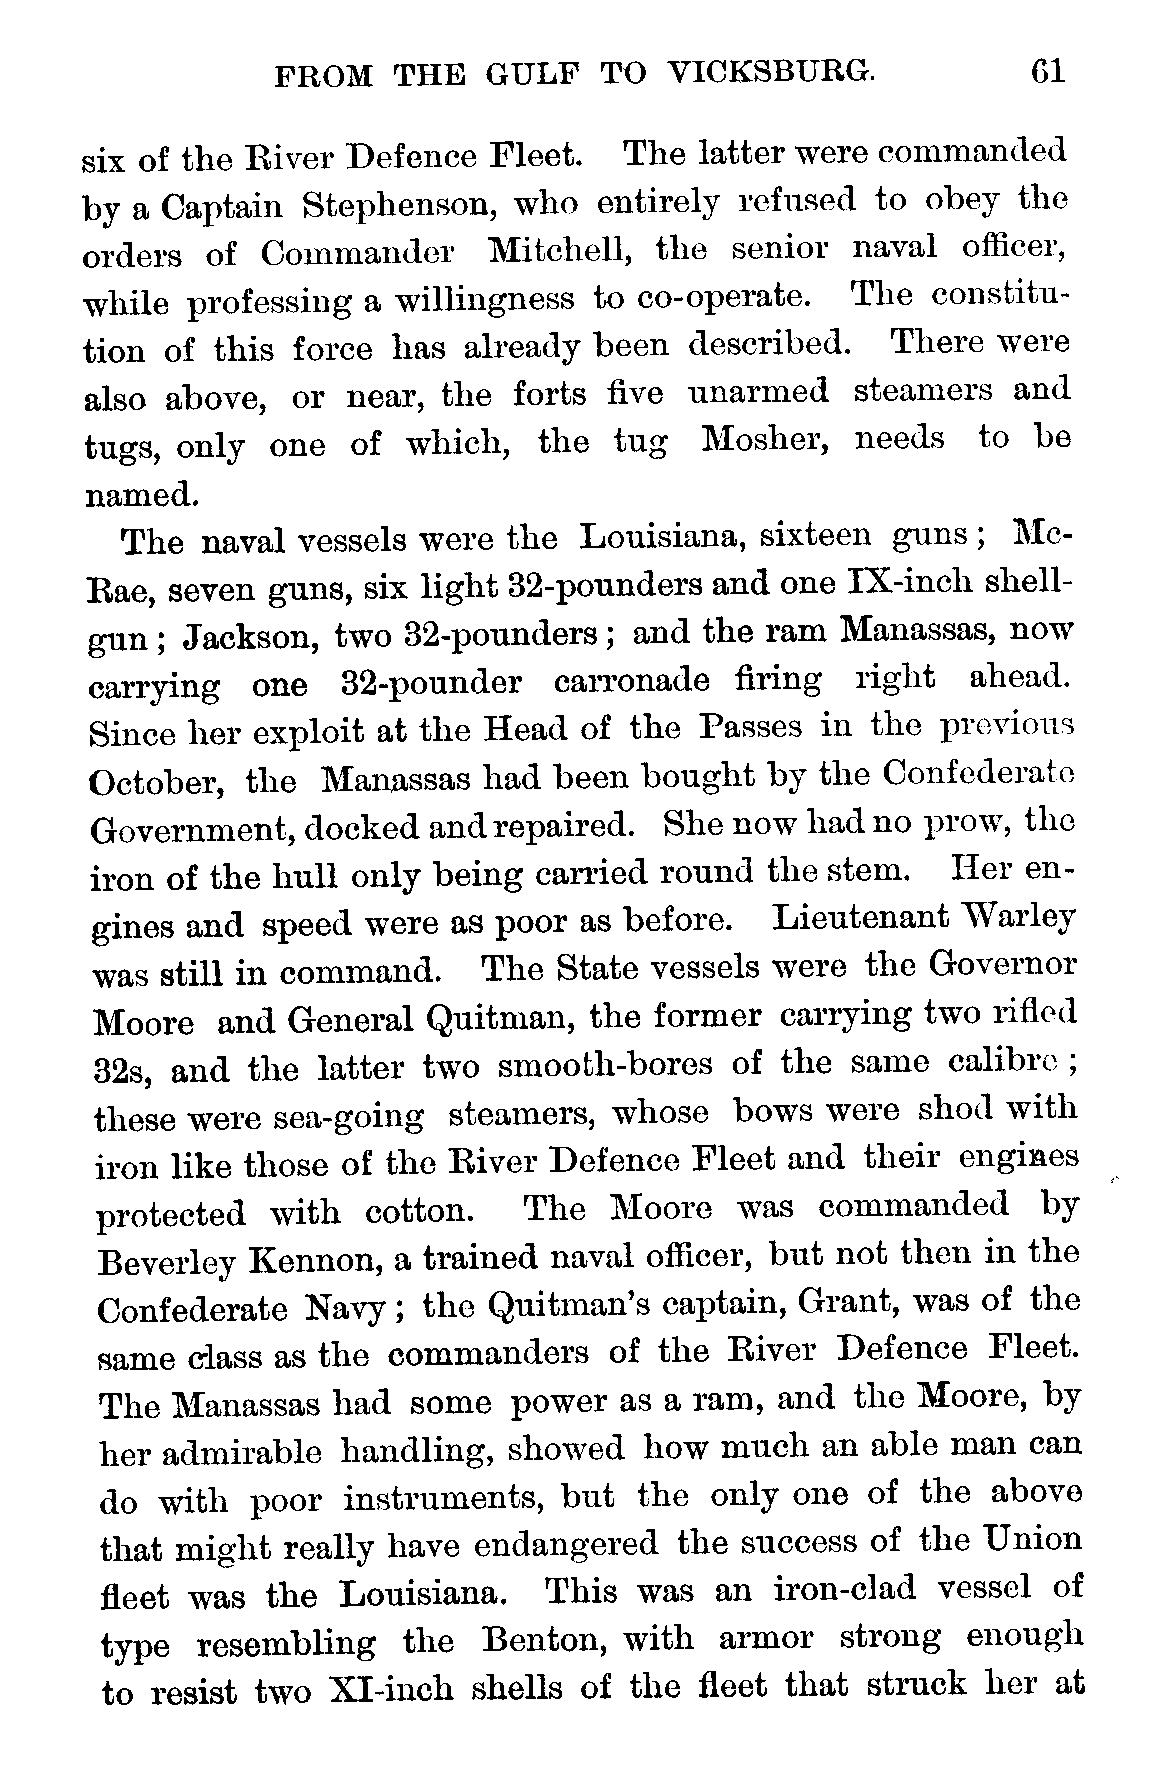 FROM THE GULF TO VICKSBURG. 61
six of the River Defence Fleet. The latter were commanded
by a Captain Stephenson, who entirely refused to obey the
orders of Commander Mitchell, the senior naval officer,
while professing a willingness to co-operate. The constitu-
tion of this force has already been described. There were
also above, or near, the forts five unarmed steamers and
tugs, only one of which, the tug Mosher, needs to be
named.
The naval vessels were the Louisiana, sixteen guns; Mc-
Rae, seven guns, six light 32-pounders and one IX-inch shell-
gun; Jackson, two 32-pounders; and the ram Manassas, now
carrying one 32-pounder carronade firing right ahead.
Since her exploit at the Head of the Passes in the previous
October, the Manassas had been bought by the Confederate
Government, docked and repaired. She now had no prow, the
iron of the hull only being carried round the stem. Her en-
gines and speed were as poor as before. Lieutenant Warley
was still in command. The State vessels were the Governor
Moore and General Quitman, the former carrying two rifled
32s, and the latter two smooth-bores of the same calibre;
these were sea-going steamers, whose bows were shod with
iron like those of the River Defence Fleet and their engines
protected with cotton. The Moore was commanded by
Beverley Kennon, a trained naval officer, but not then in the
Confederate Navy; the Quitman's captain, Grant, was of the
same class as the commanders of the River Defence Fleet.
The Manassas had some power as a ram, and the Moore, by
her admirable handling, showed how much an able man can
do with poor instruments, but the only one of the above
that might really have endangered the success of the Union
fleet was the Louisiana. This was an iron-clad vessel of
type resembling the Benton, with armor strong enough
to resist two XI-inch shells of the fleet that struck her at